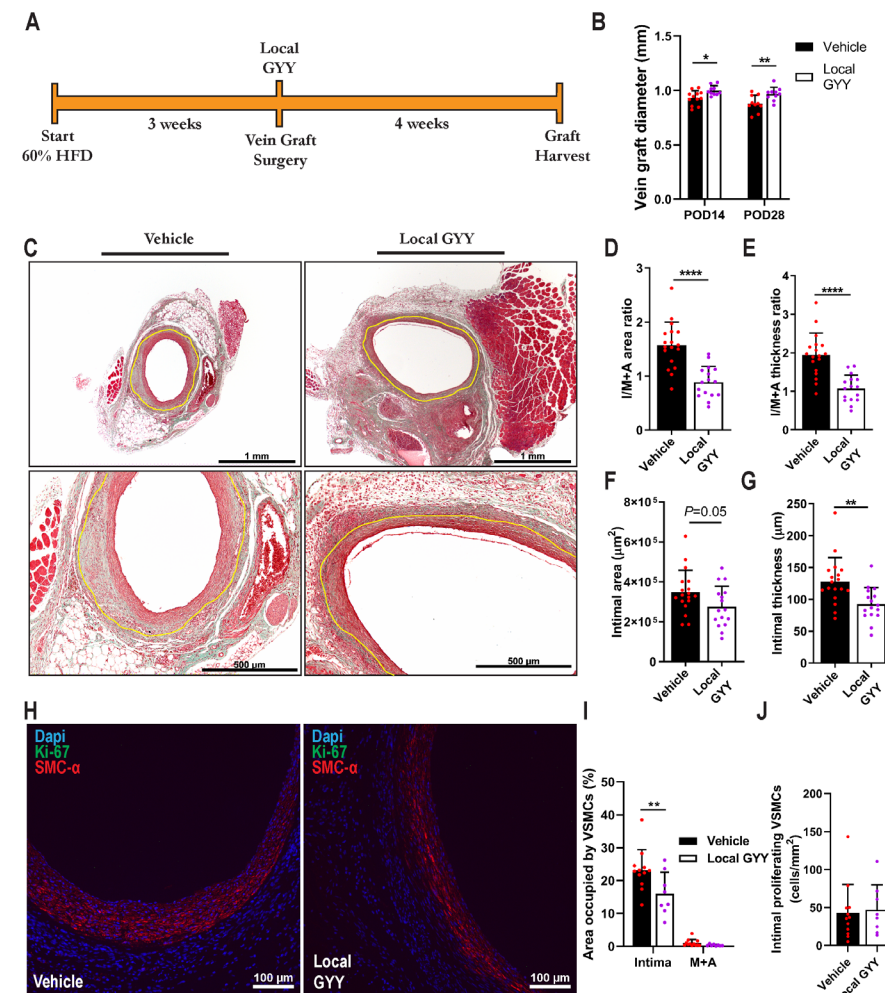 A
Local
GYY
3 weeks
4 weeks
Start
60% HFD
Vein Graft
Surgery
Graft
Harvest
B
Vein graft diameter (mm)
1.5
1.0
0.5
0.0
*
**
POD14
POD28
Vehicle
Local
GYY
C
Vehicle
Local GYY
1 mm
1 mm
500 µm
500 µm
D
I/M+A area ratio
3
2
1
0
****
Vehicle
Local
GYY
E
I/M+A thickness ratio
4
3
2
1
0
****
Vehicle
Local
GYY
F
Intimal area (µm²)
8×10⁵
6×10⁵
4×10⁵
2×10⁵
0
P=0.05
Vehicle
Local
GYY
G
Intimal thickness (µm)
250
200
150
100
50
0
**
Vehicle
Local
GYY
H
Dapi
Ki-67
SMC-α
Vehicle
100 µm
Dapi
Ki-67
SMC-α
Local
GYY
100 µm
I
Area occupied by VSMCs (%)
50
40
30
20
10
0
**
Intima
M+A
Vehicle
Local GYY
J
Intimal proliferating VSMCs
(cells/mm²)
200
150
100
50
0
Vehicle
Local GYY